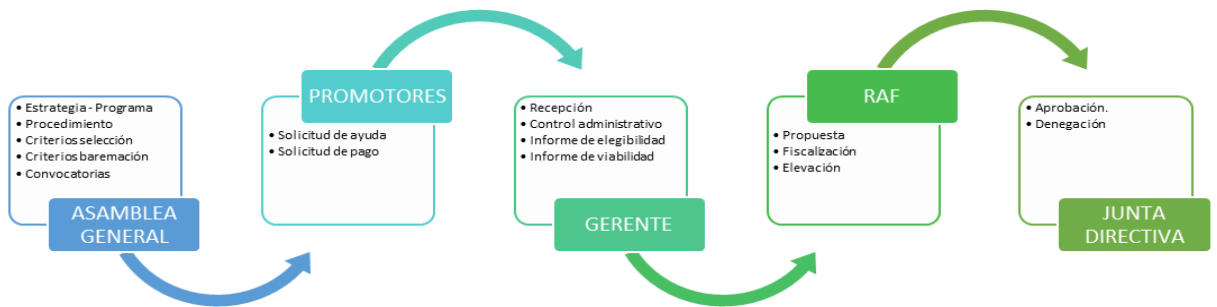 • Estrategia - Programa
• Procedimiento
• Criterios selección
• Criterios baremación
• Convocatorias
ASAMBLEA
GENERAL
PROMOTORES
• Solicitud de ayuda
• Solicitud de pago
• Recepción
• Control administrativo
• Informe de elegibilidad
• Informe de viabilidad
GERENTE
RAF
• Propuesta
• Fiscalización
• Elevación
• Aprobación.
• Denegación
JUNTA
DIRECTIVA